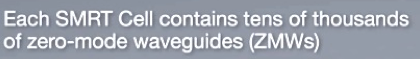 Each SMRT Cell contains tens of thousands
of zero-mode waveguides (ZMWs)